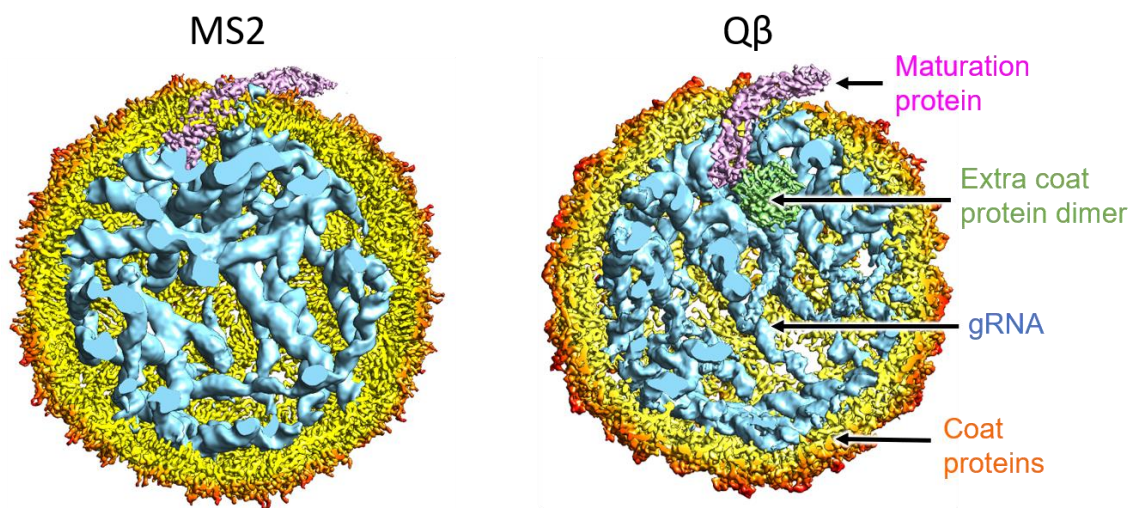 MS2
Qβ
Maturation
protein
Extra coat
protein dimer
gRNA
Coat
proteins